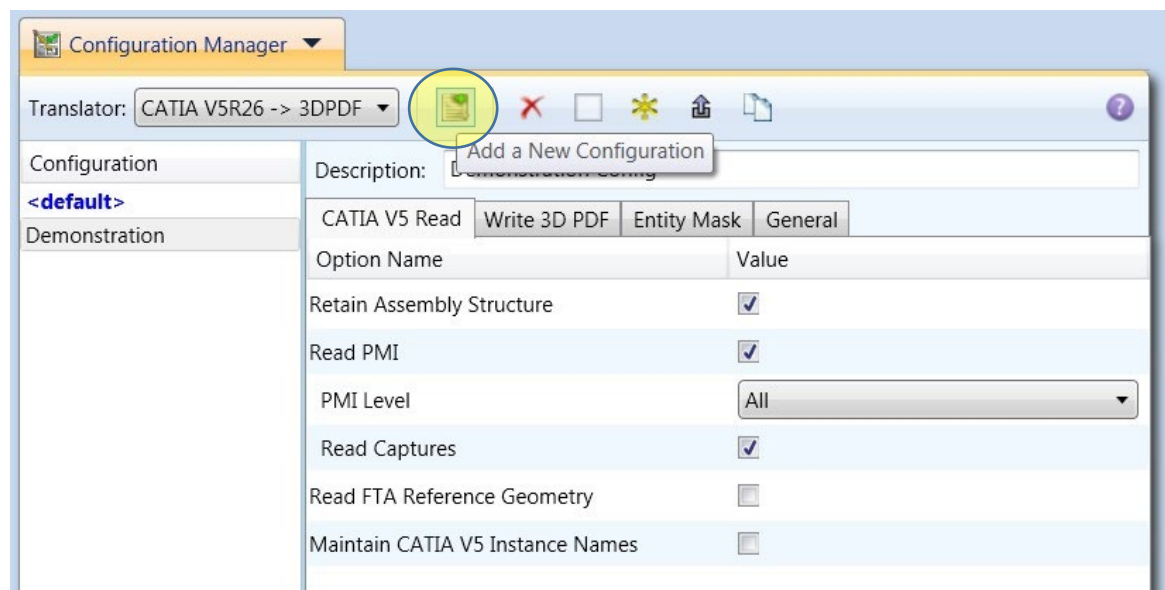 Configuration Manager
Translator: CATIA V5R26 -> 3DPDF
Add a New Configuration
Configuration
Description:
<default>
Demonstration
CATIA V5 Read Write 3D PDF Entity Mask General
Option Name Value
Retain Assembly Structure
Read PMI
PMI Level All
Read Captures
Read FTA Reference Geometry
Maintain CATIA V5 Instance Names